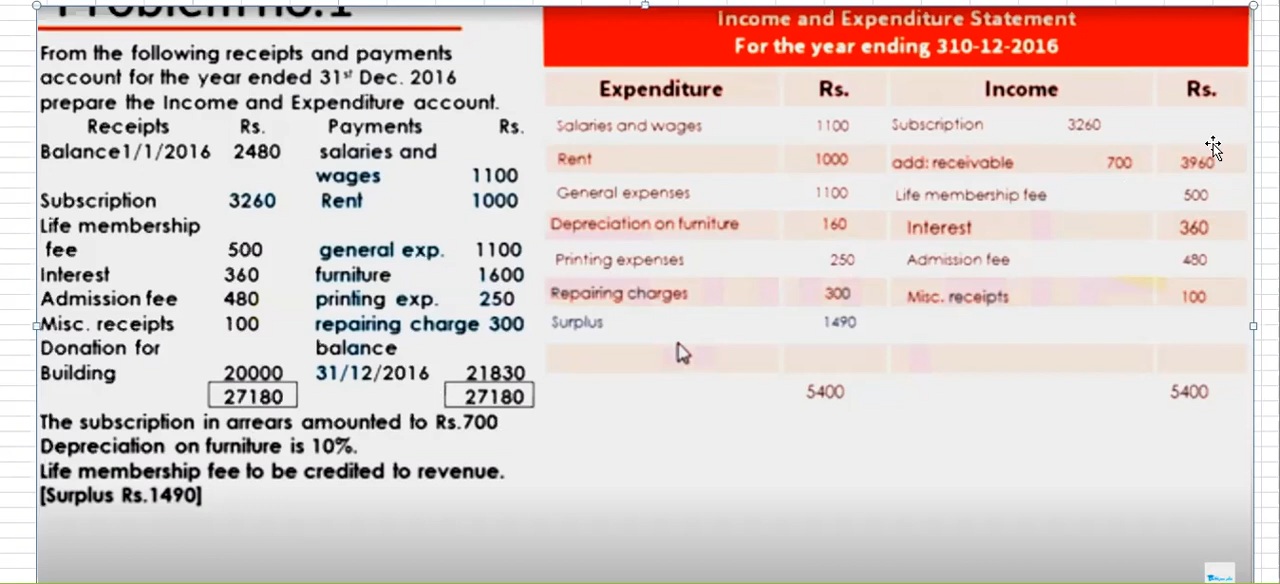 Problem no.1
From the following receipts and payments
account for the year ended 31st Dec. 2016
prepare the Income and Expenditure account.
Receipts Rs. Payments Rs.
Balance1/1/2016 2480 salaries and
wages 1100
Subscription 3260 Rent 1000
Life membership
fee 500 general exp. 1100
Interest 360 furniture 1600
Admission fee 480 printing exp. 250
Misc. receipts 100 repairing charge 300
Donation for balance
Building 20000 31/12/2016 21830
27180 27180
The subscription in arrears amounted to Rs.700
Depreciation on furniture is 10%.
Life membership fee to be credited to revenue.
[Surplus Rs.1490]
Income and Expenditure Statement
For the year ending 310-12-2016
Expenditure Rs. Income Rs.
Salaries and wages 1100 Subscription 3260
Rent 1000 add: receivable 700 3960
General expenses 1100 Life membership fee 500
Depreciation on furniture 160 Interest 360
Printing expenses 250 Admission fee 480
Repairing charges 300 Misc. receipts 100
Surplus 1490
5400 5400